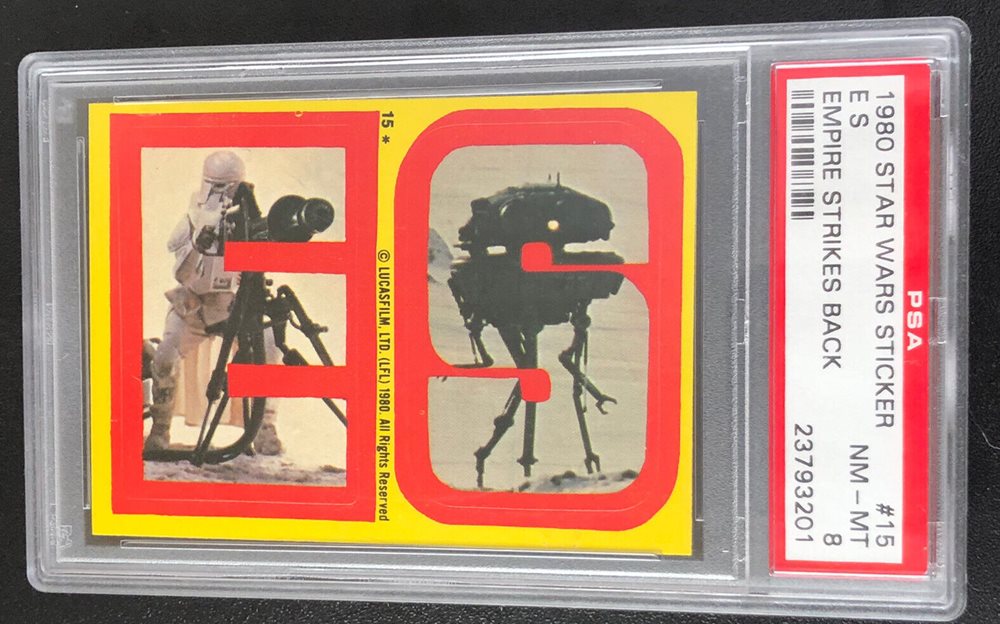 1980 STAR WARS STICKER #15
E S NM-MT
EMPIRE STRIKES BACK 8
23793201
PSA
15 *
© LUCASFILM, LTD. (LFL) 1980. All Rights Reserved
E
S